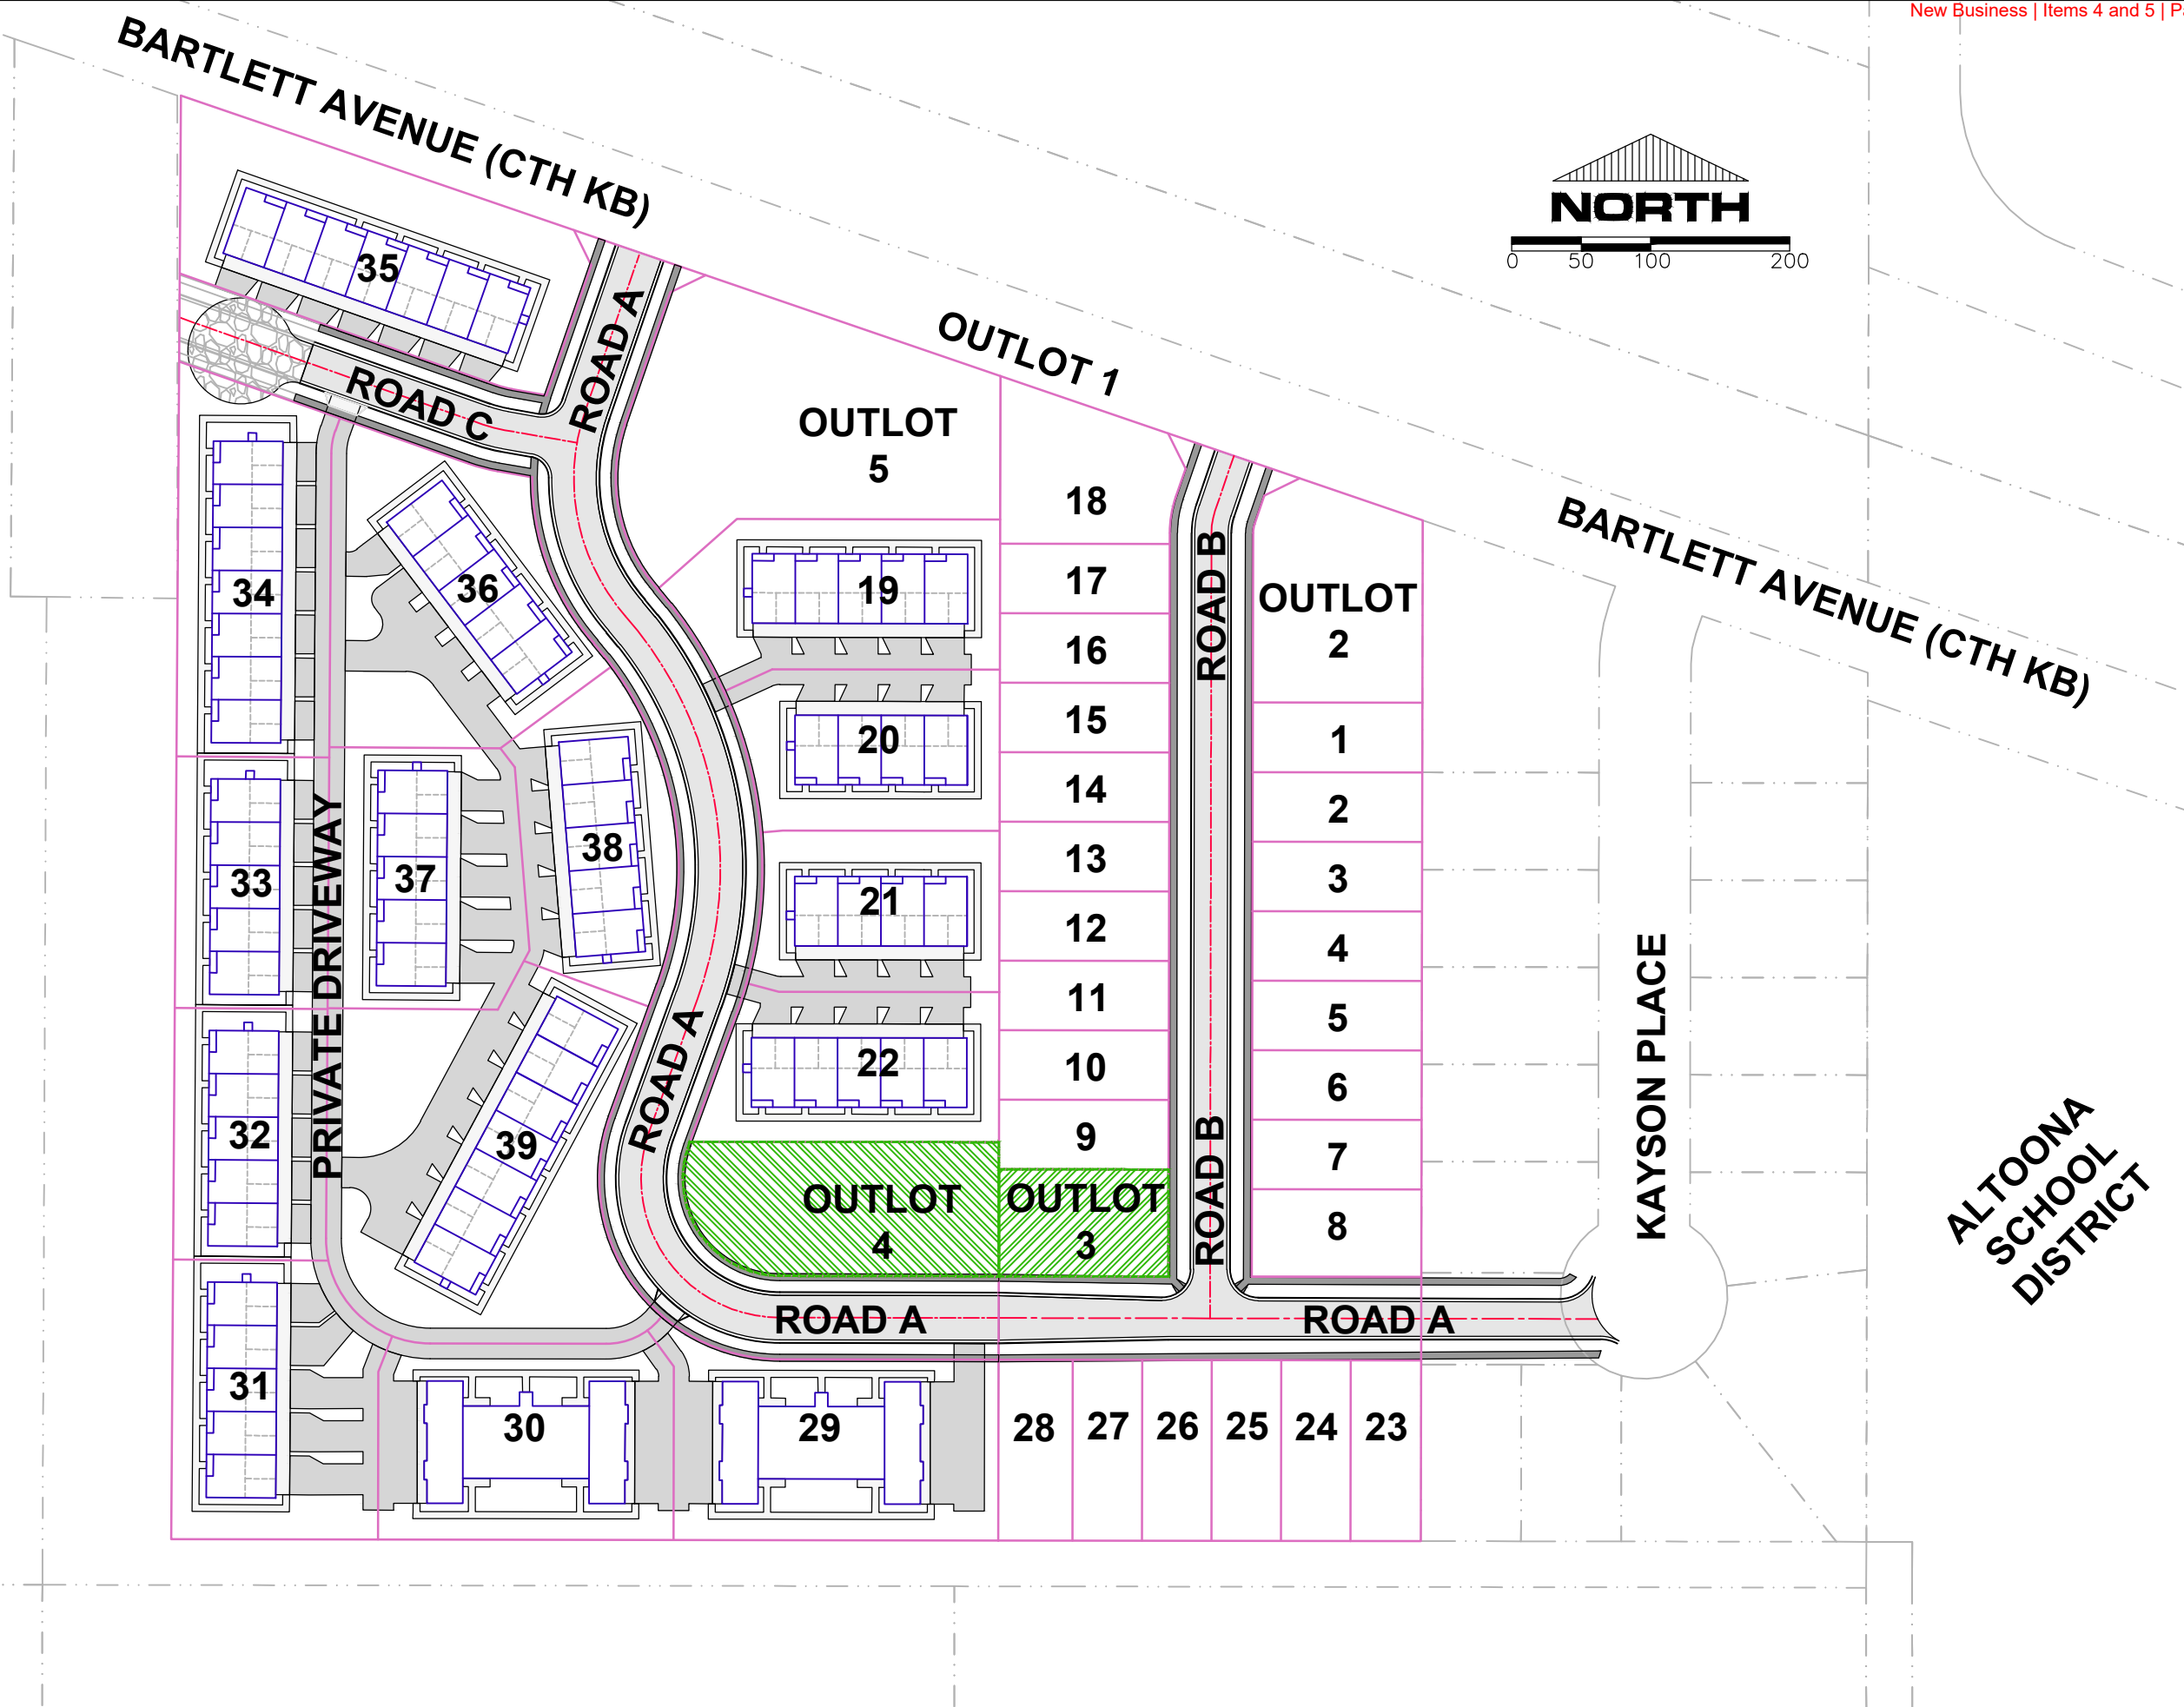 New Business | Items 4 and 5 | P
BARTLETT AVENUE (CTH KB)
NORTH
0 50 100 200
35
ROAD A
OUTLOT 1
ROAD C
OUTLOT
5
18
BARTLETT AVENUE (CTH KB)
34
36
19
17
ROAD B
OUTLOT
2
16
20
15
1
14
2
38
37
33
13
3
21
12
4
PRIVATE DRIVEWAY
11
5
KAYSON PLACE
ROAD A
22
10
6
32
39
9
7
ROAD B
OUTLOT
4
OUTLOT
3
8
ALTOONA
SCHOOL
DISTRICT
ROAD A
ROAD A
31
30
29
28
27
26
25
24
23